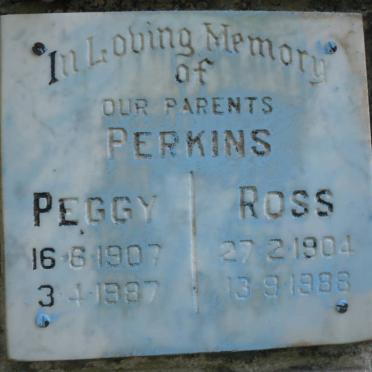 In Loving Memory
of
OUR PARENTS
PERKINS
PEGGY ROSS
16·6·1907 27·2·1904
3·4·1987 13·9·1988